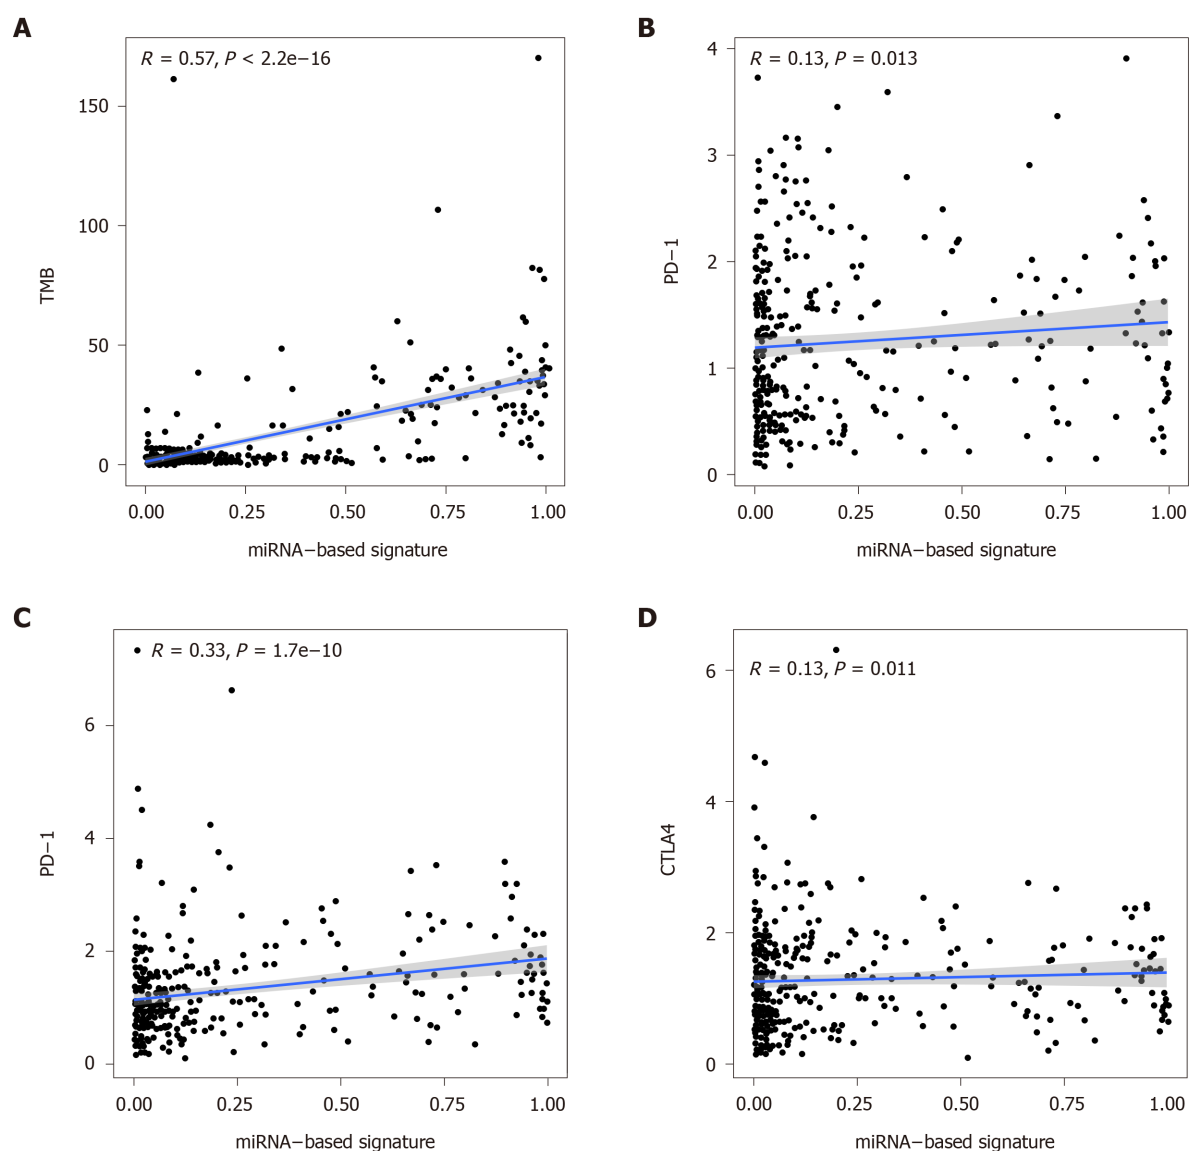 A
R = 0.57, P < 2.2e−16
TMB
150
100
50
0
0.00 0.25 0.50 0.75 1.00
miRNA−based signature
B
R = 0.13, P = 0.013
PD−1
4
3
2
1
0
0.00 0.25 0.50 0.75 1.00
miRNA−based signature
C
R = 0.33, P = 1.7e−10
PD−1
6
4
2
0
0.00 0.25 0.50 0.75 1.00
miRNA−based signature
D
R = 0.13, P = 0.011
CTLA4
6
4
2
0
0.00 0.25 0.50 0.75 1.00
miRNA−based signature